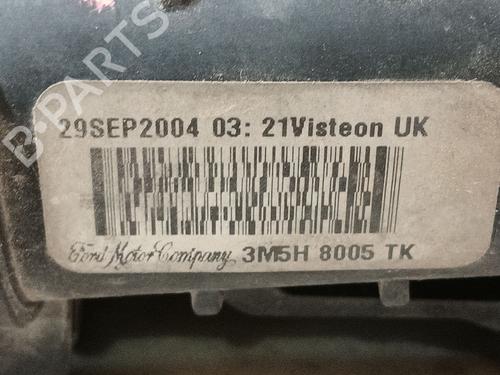 B-PARTS
29SEP2004 03: 21Visteon UK
Ford Motor Company 3M5H 8005 TK